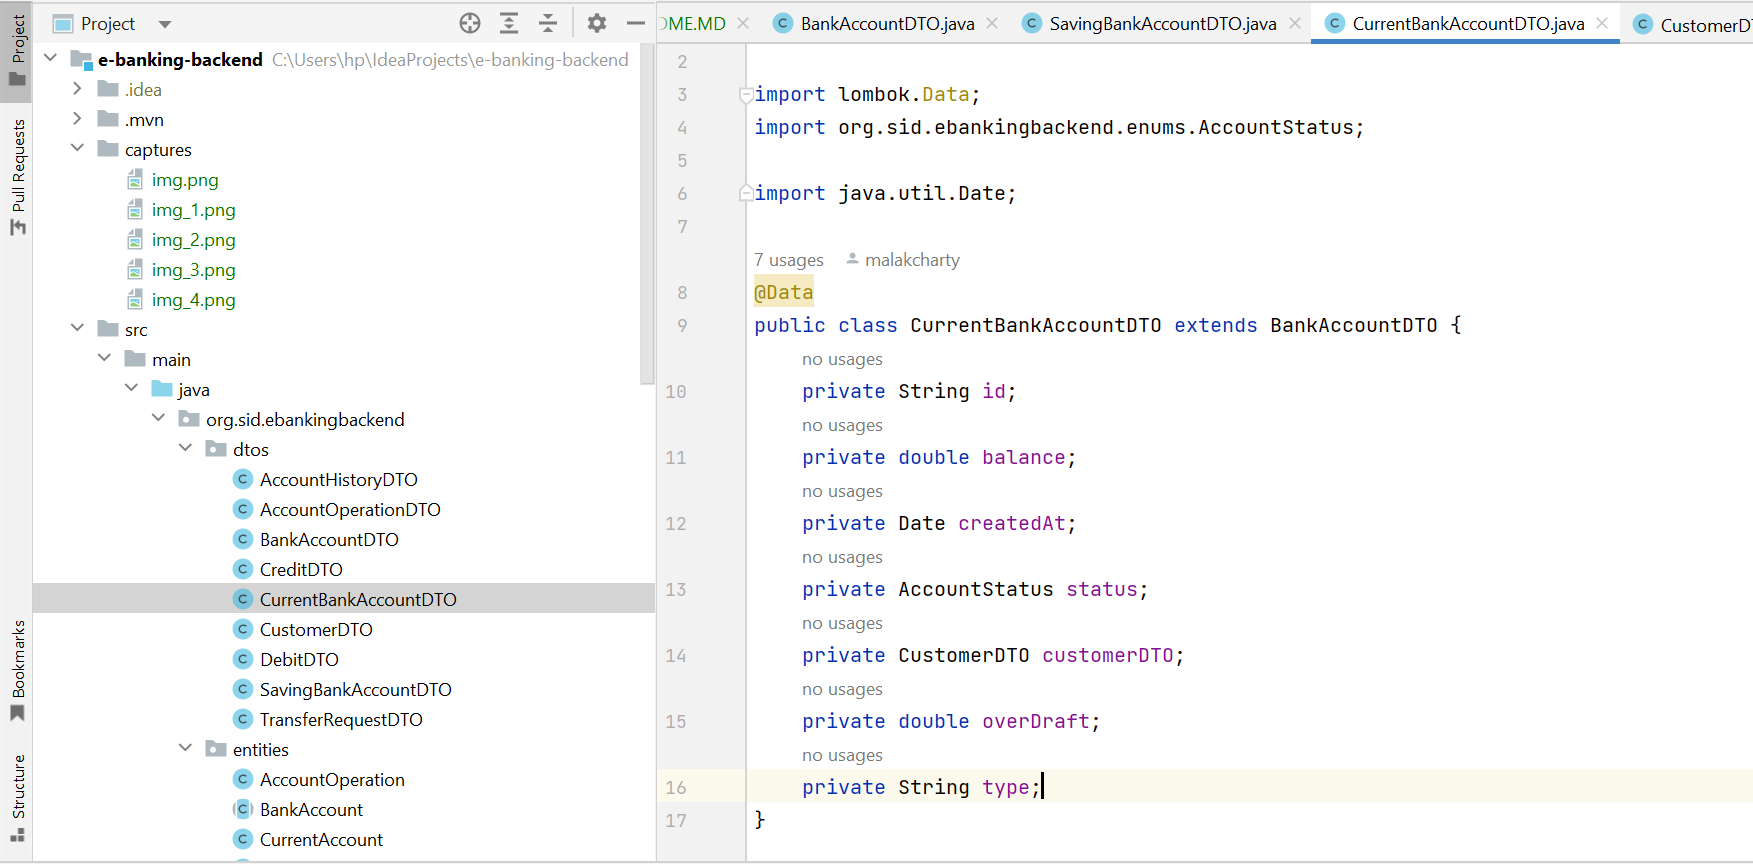 Project
Pull Requests
Bookmarks
Structure
Project
e-banking-backend C:\Users\hp\IdeaProjects\e-banking-backend
.idea
.mvn
captures
img.png
img_1.png
img_2.png
img_3.png
img_4.png
src
main
java
org.sid.ebankingbackend
dtos
AccountHistoryDTO
AccountOperationDTO
BankAccountDTO
CreditDTO
CurrentBankAccountDTO
CustomerDTO
DebitDTO
SavingBankAccountDTO
TransferRequestDTO
entities
AccountOperation
BankAccount
CurrentAccount
OME.MD BankAccountDTO.java SavingBankAccountDTO.java CurrentBankAccountDTO.java CustomerD
2
3 import lombok.Data;
4 import org.sid.ebankingbackend.enums.AccountStatus;
5
6 import java.util.Date;
7
7 usages malakcharty
8 @Data
9 public class CurrentBankAccountDTO extends BankAccountDTO {
no usages
10 private String id;
no usages
11 private double balance;
no usages
12 private Date createdAt;
no usages
13 private AccountStatus status;
no usages
14 private CustomerDTO customerDTO;
no usages
15 private double overDraft;
no usages
16 private String type;
17 }